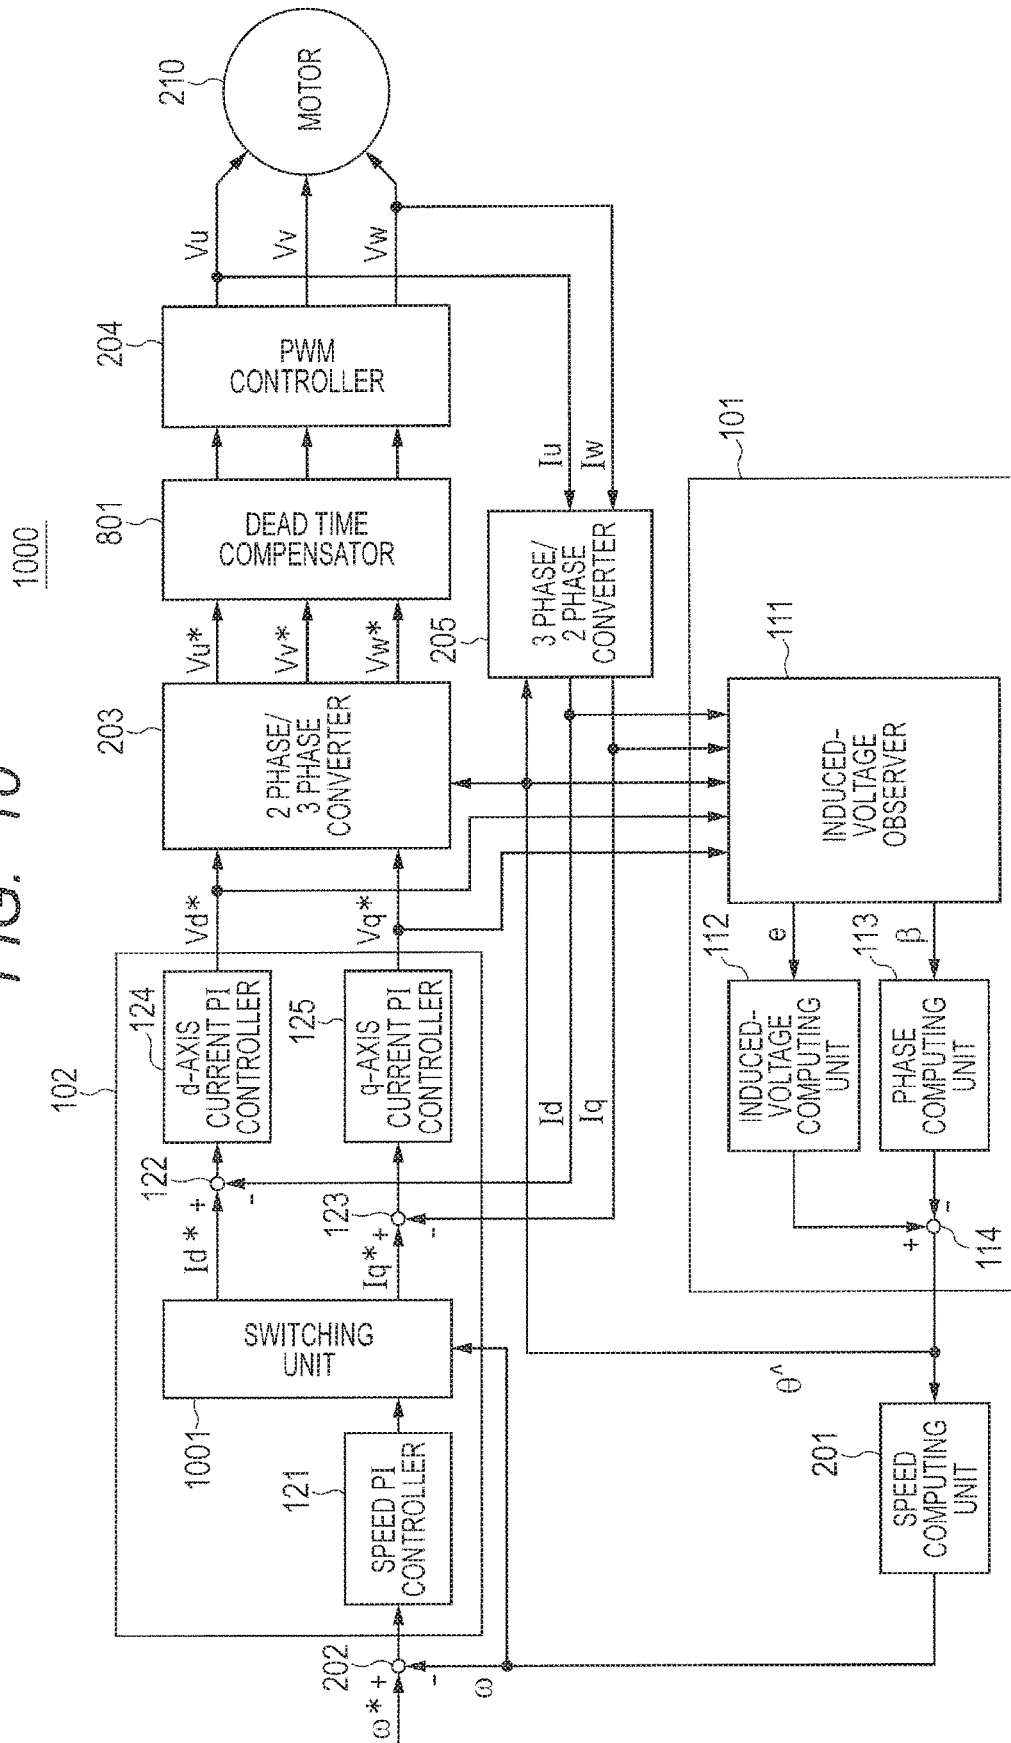 FIG. 10
1000
ω*
+
-
202
ω
102
121
SPEED PI
CONTROLLER
1001
SWITCHING
UNIT
Id*
+
-
122
Iq*
+
-
123
124
d-AXIS
CURRENT PI
CONTROLLER
125
q-AXIS
CURRENT PI
CONTROLLER
Vd*
Vq*
203
2 PHASE/
3 PHASE
CONVERTER
Vu*
Vv*
Vw*
801
DEAD TIME
COMPENSATOR
204
PWM
CONTROLLER
Vu
Vv
Vw
210
MOTOR
Id
Iq
205
3 PHASE/
2 PHASE
CONVERTER
Iu
Iw
101
111
INDUCED-
VOLTAGE
OBSERVER
e
β
112
INDUCED-
VOLTAGE
COMPUTING
UNIT
113
PHASE
COMPUTING
UNIT
+
-
114
θ^
201
SPEED
COMPUTING
UNIT